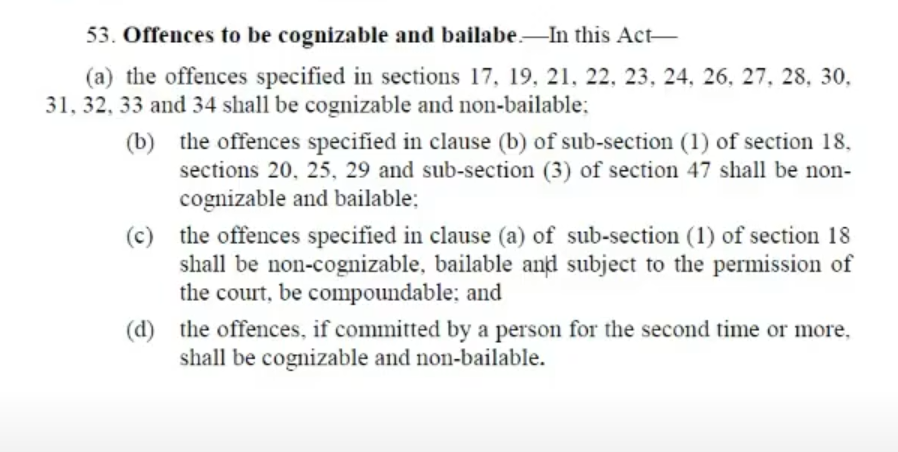 53. Offences to be cognizable and bailabe.—In this Act—
(a) the offences specified in sections 17, 19, 21, 22, 23, 24, 26, 27, 28, 30,
31, 32, 33 and 34 shall be cognizable and non-bailable;
(b) the offences specified in clause (b) of sub-section (1) of section 18,
sections 20, 25, 29 and sub-section (3) of section 47 shall be non-
cognizable and bailable;
(c) the offences specified in clause (a) of sub-section (1) of section 18
shall be non-cognizable, bailable and subject to the permission of
the court, be compoundable; and
(d) the offences, if committed by a person for the second time or more,
shall be cognizable and non-bailable.